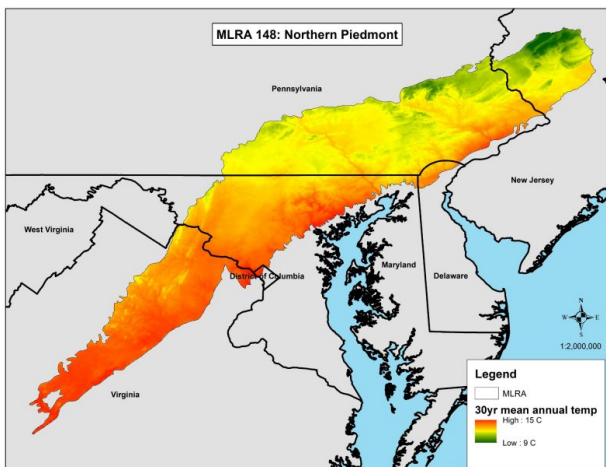 MLRA 148: Northern Piedmont
Pennsylvania
New Jersey
West Virginia
Maryland
Delaware
District of Columbia
Virginia
N
W E
S
1:2,000,000
Legend
MLRA
30yr mean annual temp
High : 15 C
Low : 9 C